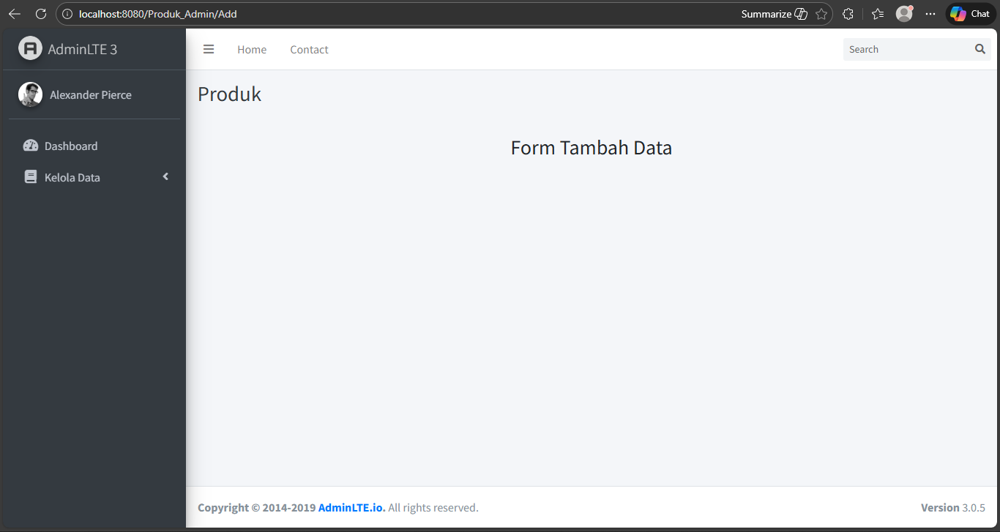 localhost:8080/Produk_Admin/Add
Summarize
Chat
AdminLTE 3
Home
Contact
Search
Alexander Pierce
Produk
Dashboard
Form Tambah Data
Kelola Data
Copyright © 2014-2019 AdminLTE.io. All rights reserved.
Version 3.0.5